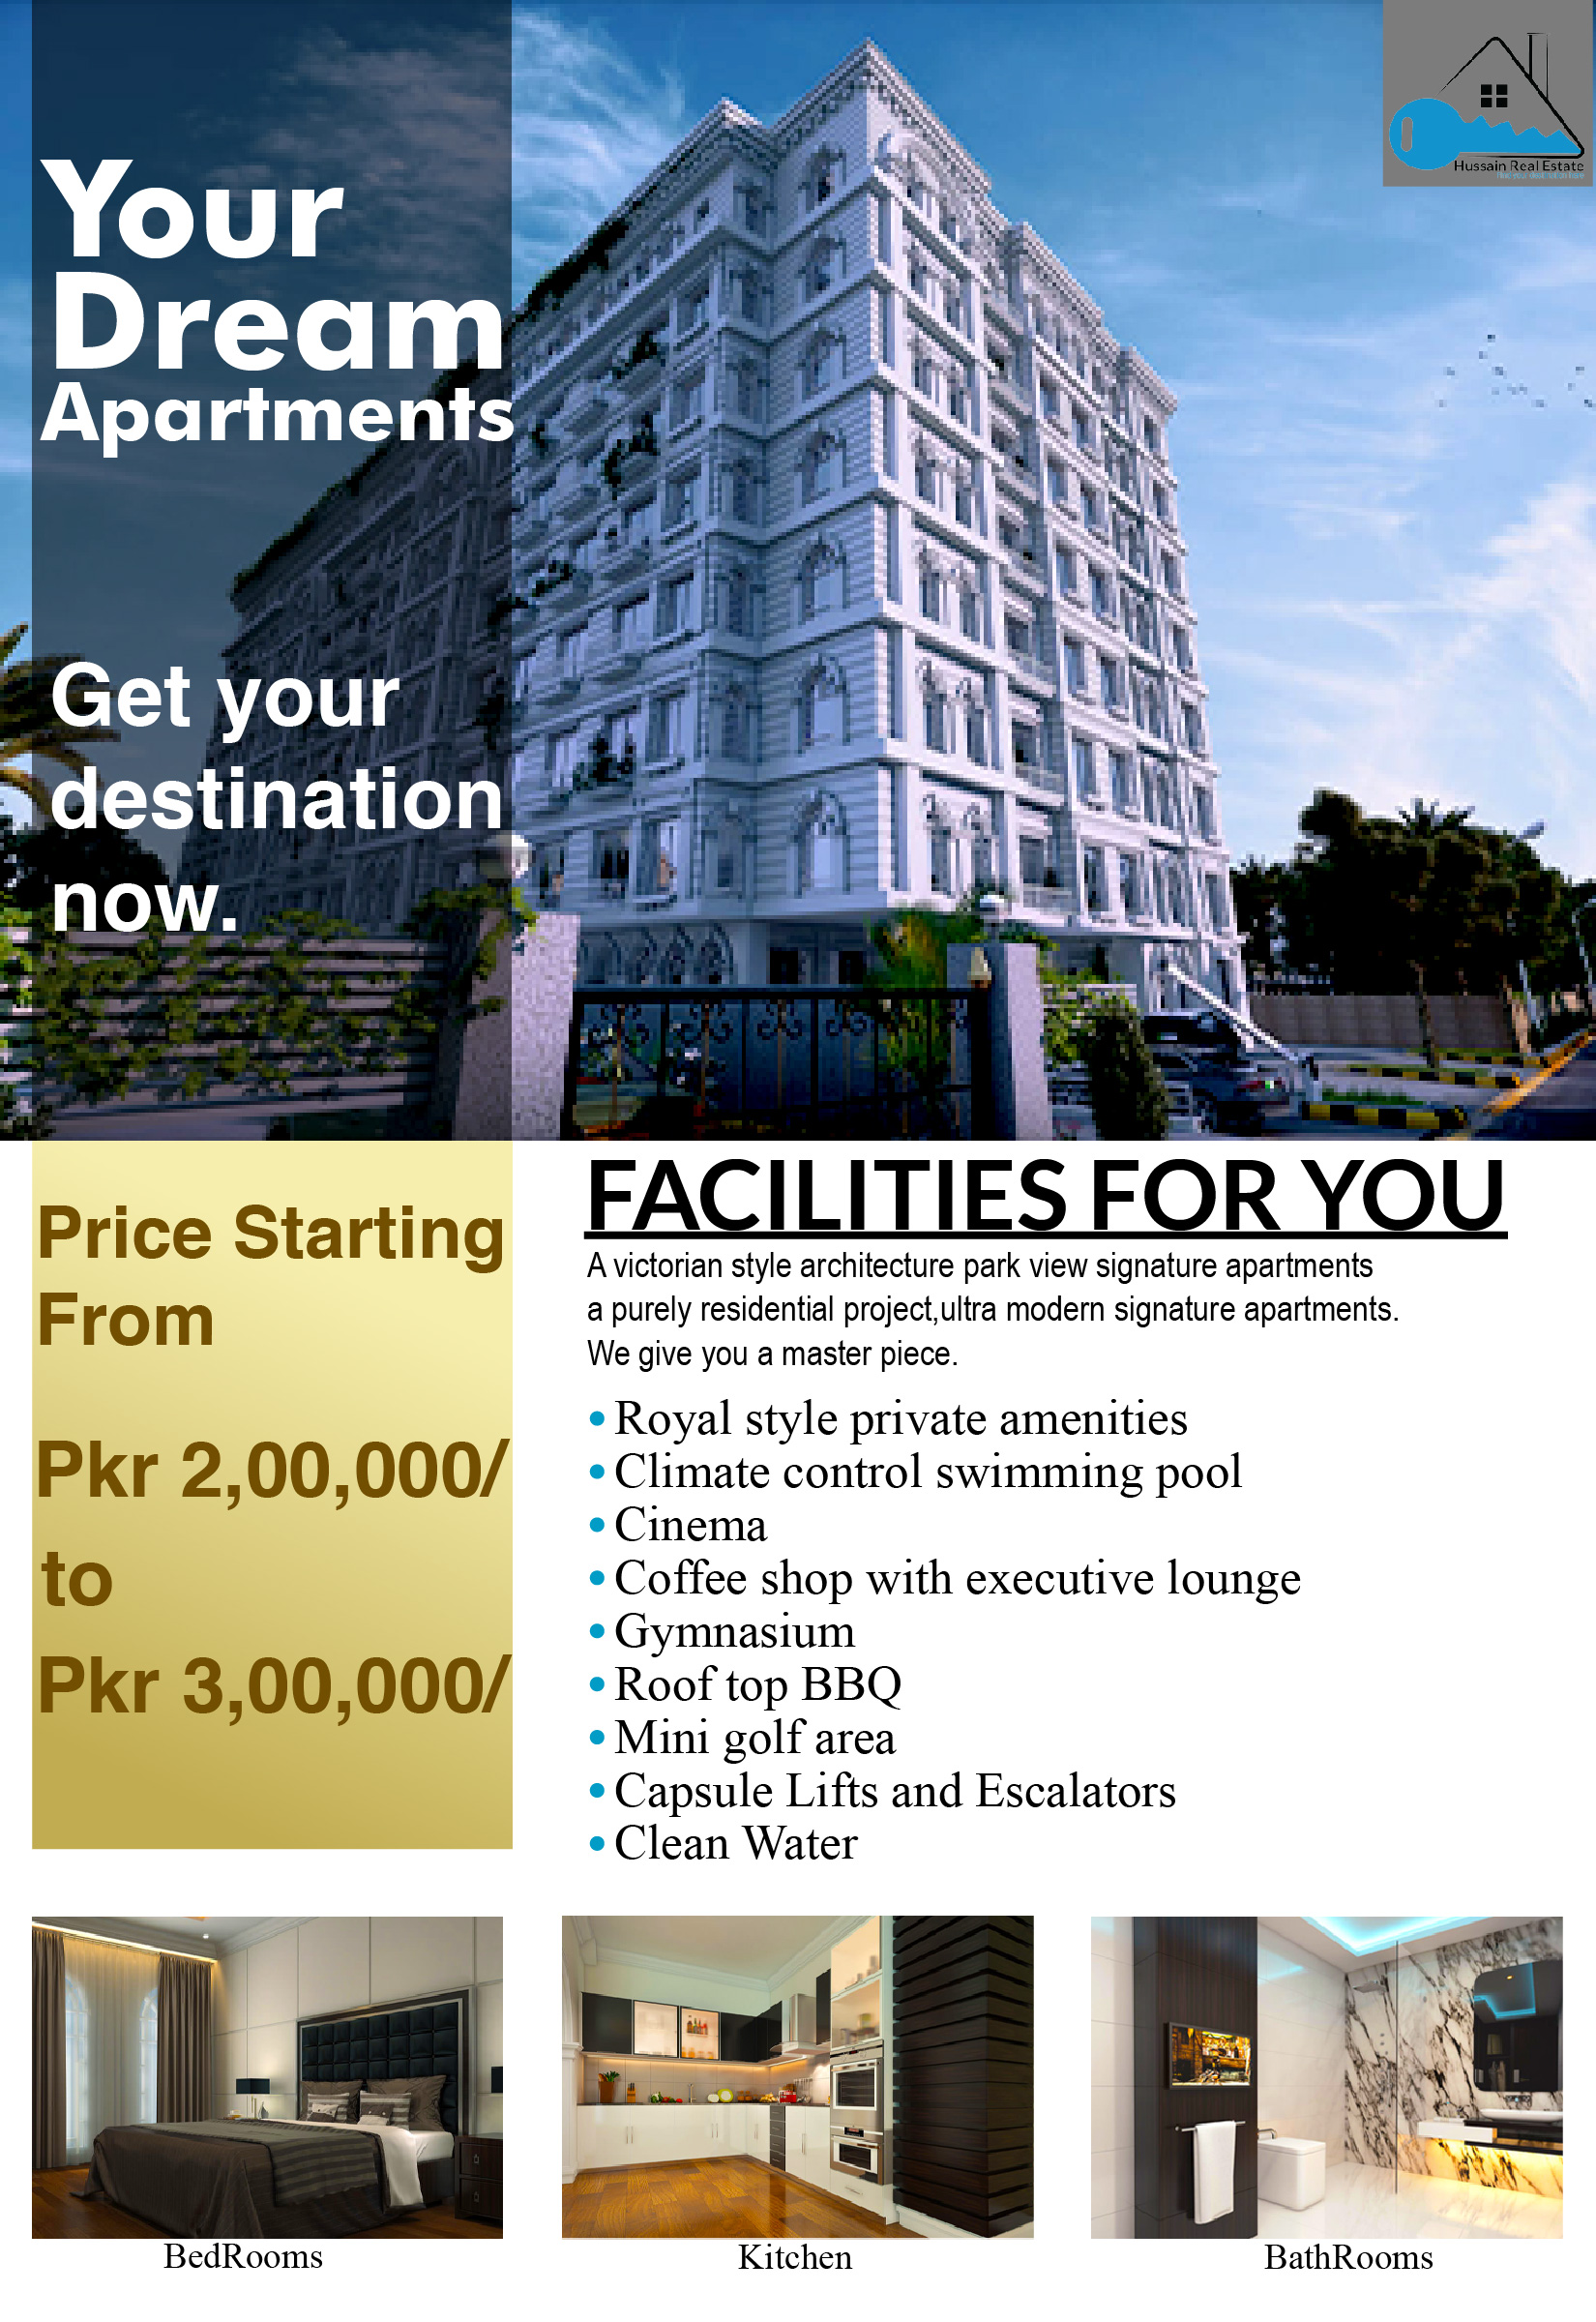 Hussain Real Estate
Your
Dream
Apartments
Get your
destination
now.
Price Starting
From
Pkr 2,00,000/
to
Pkr 3,00,000/
FACILITIES FOR YOU
A victorian style architecture park view signature apartments
a purely residential project,ultra modern signature apartments.
We give you a master piece.
• Royal style private amenities
• Climate control swimming pool
• Cinema
• Coffee shop with executive lounge
• Gymnasium
• Roof top BBQ
• Mini golf area
• Capsule Lifts and Escalators
• Clean Water
BedRooms
Kitchen
BathRooms